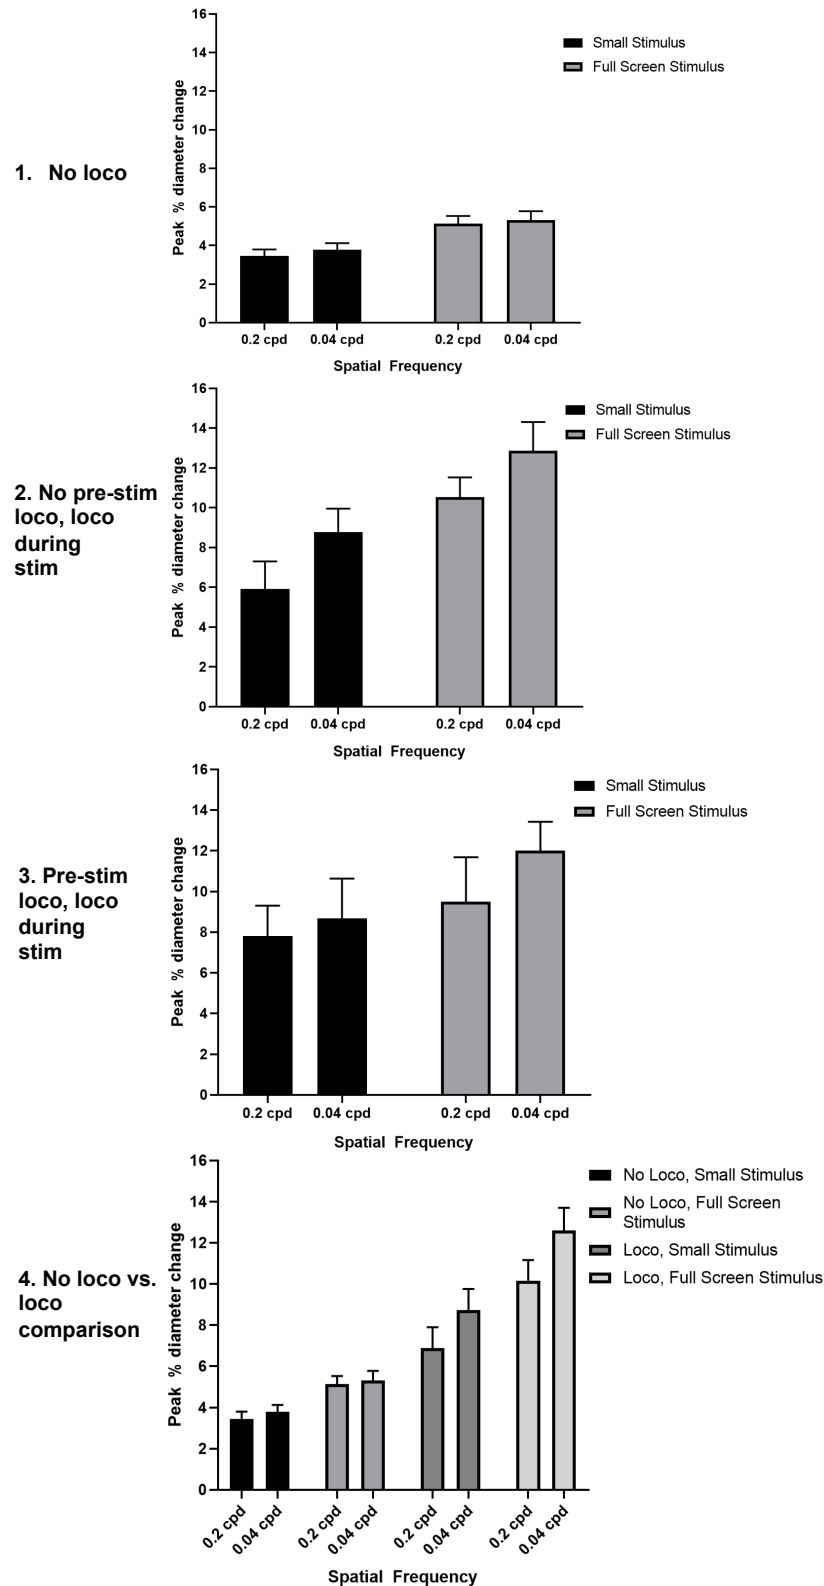 16
14
12
10
8
6
4
2
0
Peak % diameter change
Small Stimulus
Full Screen Stimulus
1. No loco
0.2 cpd 0.04 cpd 0.2 cpd 0.04 cpd
Spatial Frequency
16
14
12
10
8
6
4
2
0
Peak % diameter change
Small Stimulus
Full Screen Stimulus
2. No pre-stim
loco, loco
during
stim
0.2 cpd 0.04 cpd 0.2 cpd 0.04 cpd
Spatial Frequency
16
14
12
10
8
6
4
2
0
Peak % diameter change
Small Stimulus
Full Screen Stimulus
3. Pre-stim
loco, loco
during
stim
0.2 cpd 0.04 cpd 0.2 cpd 0.04 cpd
Spatial Frequency
16
14
12
10
8
6
4
2
0
Peak % diameter change
No Loco, Small Stimulus
No Loco, Full Screen
Stimulus
Loco, Small Stimulus
Loco, Full Screen Stimulus
4. No loco vs.
loco
comparison
0.2 cpd 0.04 cpd 0.2 cpd 0.04 cpd 0.2 cpd 0.04 cpd 0.2 cpd 0.04 cpd
Spatial Frequency